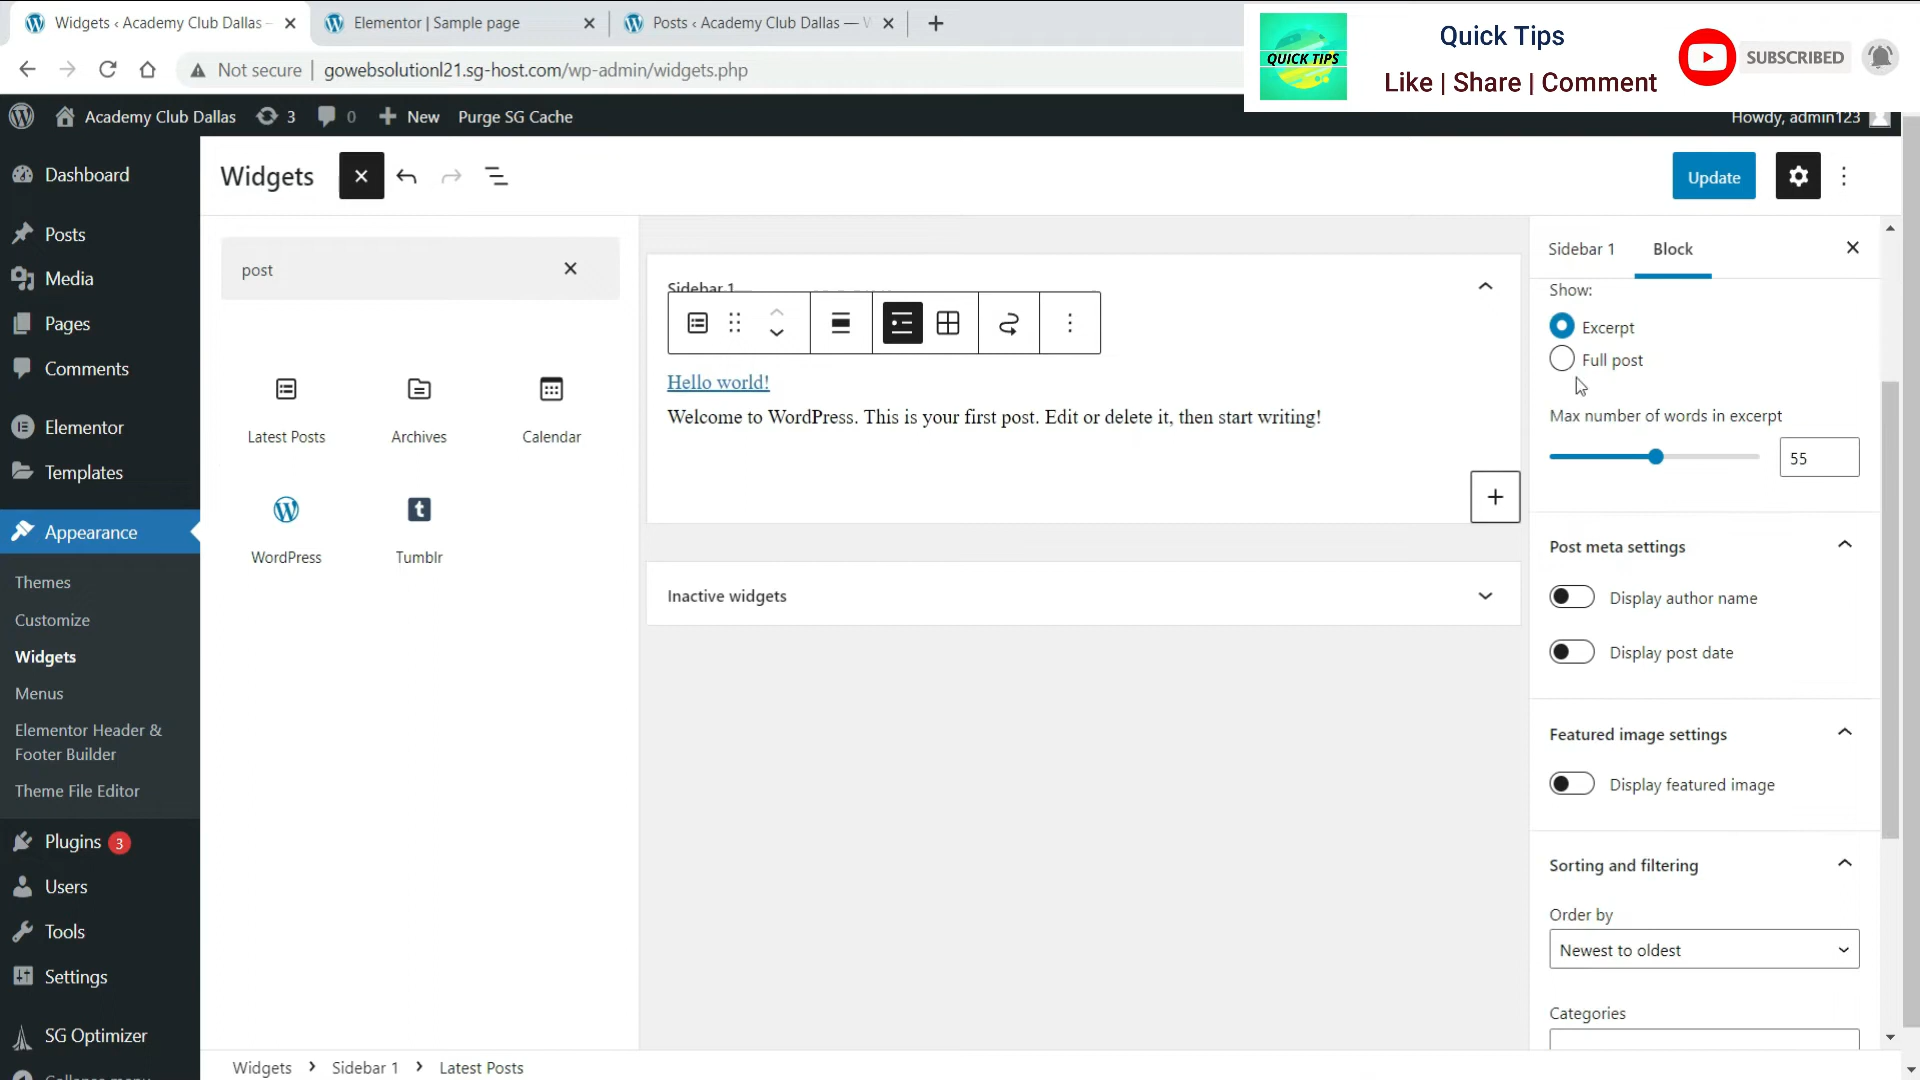 Widgets ‹ Academy Club Dallas —
Elementor | Sample page
Posts ‹ Academy Club Dallas — W
Quick Tips
Like | Share | Comment
QUICK TIPS
SUBSCRIBED
Not secure | gowebsolutionl21.sg-host.com/wp-admin/widgets.php
Academy Club Dallas
3
0
New
Purge SG Cache
Howdy, admin123
Dashboard
Posts
Media
Pages
Comments
Elementor
Templates
Appearance
Themes
Customize
Widgets
Menus
Elementor Header &
Footer Builder
Theme File Editor
Plugins 3
Users
Tools
Settings
SG Optimizer
Collapse menu
Widgets
Update
post
Latest Posts
Archives
Calendar
WordPress
Tumblr
Sidebar 1
Hello world!
Welcome to WordPress. This is your first post. Edit or delete it, then start writing!
Inactive widgets
Sidebar 1
Block
Show:
Excerpt
Full post
Max number of words in excerpt
55
Post meta settings
Display author name
Display post date
Featured image settings
Display featured image
Sorting and filtering
Order by
Newest to oldest
Categories
Widgets > Sidebar 1 > Latest Posts